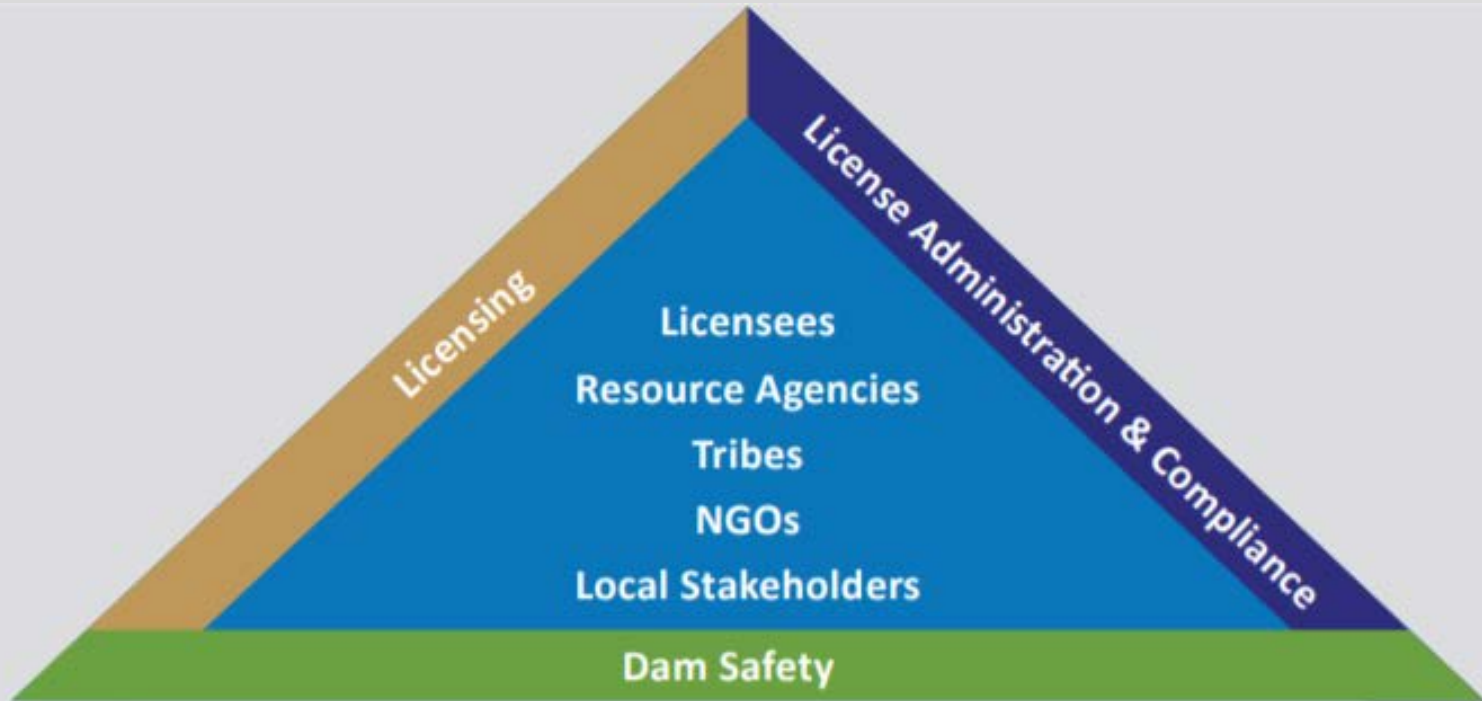 Licensing
License Administration & Compliance
Licensees
Resource Agencies
Tribes
NGOs
Local Stakeholders
Dam Safety